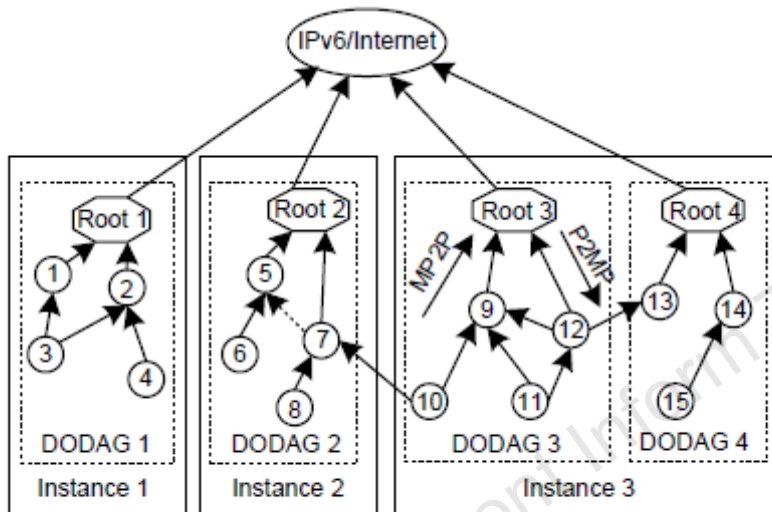 IPv6/Internet
Root 1
Root 2
Root 3
Root 4
MP2P
P2MP
1
2
3
4
5
6
7
8
9
10
11
12
13
14
15
DODAG 1
DODAG 2
DODAG 3
DODAG 4
Instance 1
Instance 2
Instance 3